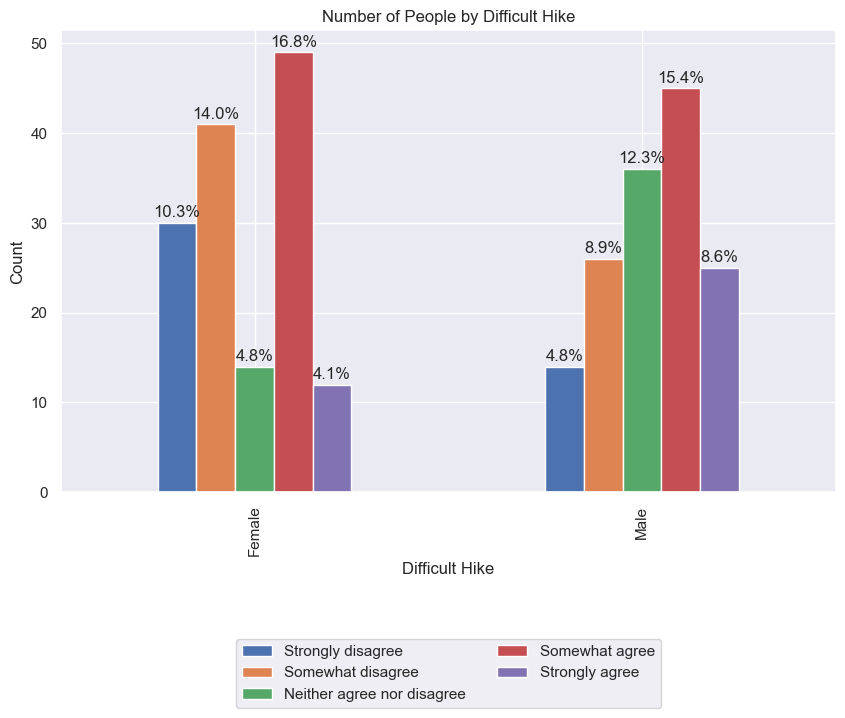 Number of People by Difficult Hike
50
40
30
20
10
0
Count
10.3%
14.0%
4.8%
16.8%
4.1%
4.8%
8.9%
12.3%
15.4%
8.6%
Female
Male
Difficult Hike
Strongly disagree
Somewhat disagree
Neither agree nor disagree
Somewhat agree
Strongly agree